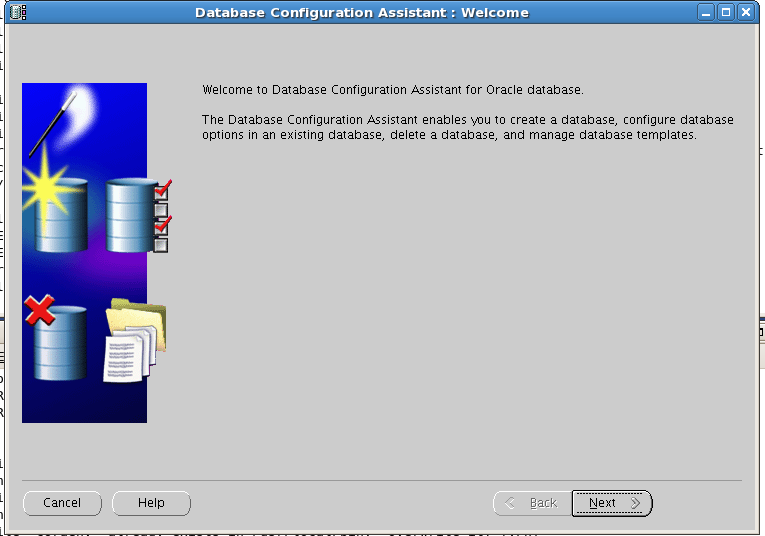 Database Configuration Assistant : Welcome
Welcome to Database Configuration Assistant for Oracle database.
The Database Configuration Assistant enables you to create a database, configure database
options in an existing database, delete a database, and manage database templates.
Cancel
Help
Back
Next